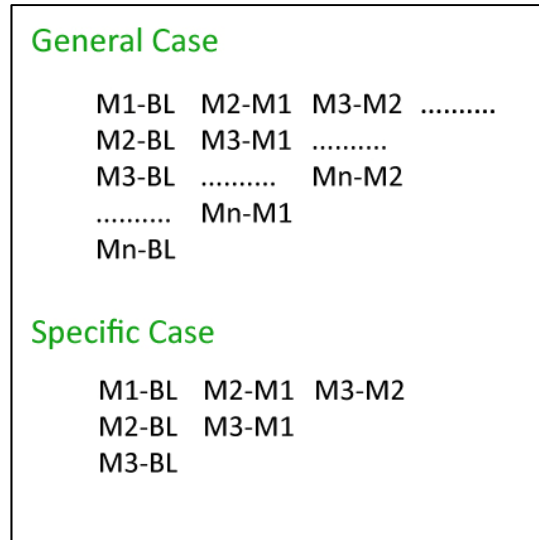 General Case
M1-BL M2-M1 M3-M2 ..........
M2-BL M3-M1 ..........
M3-BL .......... Mn-M2
.......... Mn-M1
Mn-BL
Specific Case
M1-BL M2-M1 M3-M2
M2-BL M3-M1
M3-BL